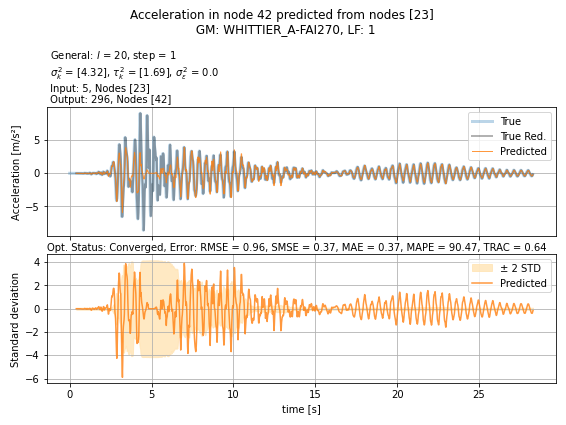 Acceleration in node 42 predicted from nodes [23]
GM: WHITTIER_A-FAI270, LF: 1
General: l = 20, step = 1
σ²ₖ = [4.32], τ²ₖ = [1.69], σ²ε = 0.0
Input: 5, Nodes [23]
Output: 296, Nodes [42]
Acceleration [m/s²]
5
0
−5
True
True Red.
Predicted
Opt. Status: Converged, Error: RMSE = 0.96, SMSE = 0.37, MAE = 0.37, MAPE = 90.47, TRAC = 0.64
Standard deviation
4
2
0
−2
−4
−6
± 2 STD
Predicted
0 5 10 15 20 25
time [s]